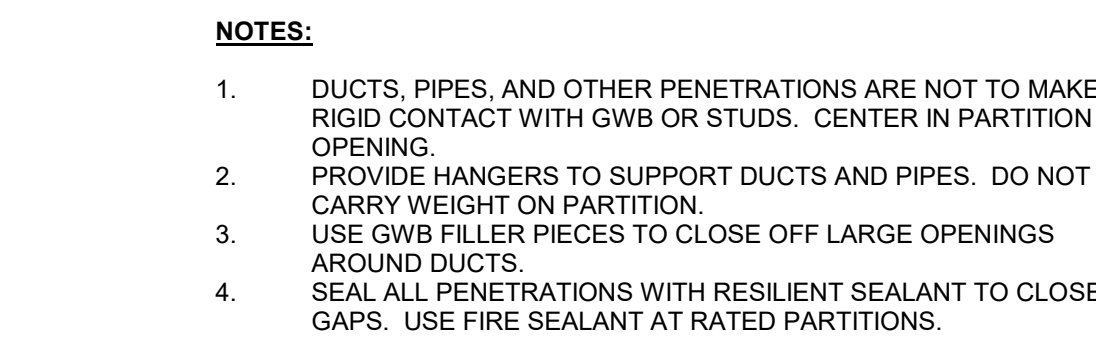 NOTES:
1. DUCTS, PIPES, AND OTHER PENETRATIONS ARE NOT TO MAKE
RIGID CONTACT WITH GWB OR STUDS. CENTER IN PARTITION
OPENING.
2. PROVIDE HANGERS TO SUPPORT DUCTS AND PIPES. DO NOT
CARRY WEIGHT ON PARTITION.
3. USE GWB FILLER PIECES TO CLOSE OFF LARGE OPENINGS
AROUND DUCTS.
4. SEAL ALL PENETRATIONS WITH RESILIENT SEALANT TO CLOSE
GAPS. USE FIRE SEALANT AT RATED PARTITIONS.